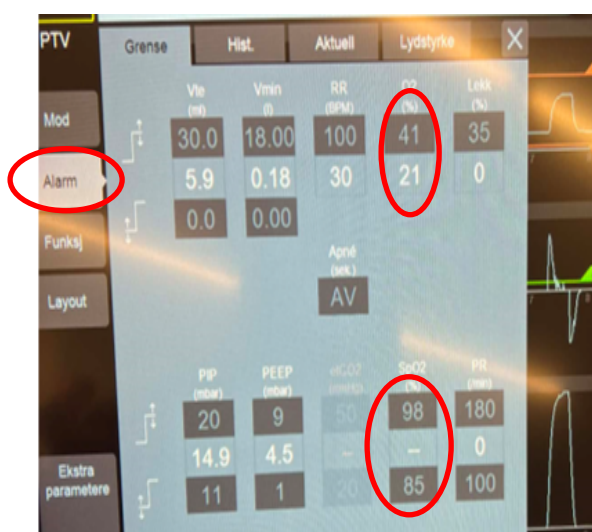 PTV
Grense Hist. Aktuell Lydstyrke X
Vte Vmin RR O2 Lekk
(ml) (l) (BPM) (%) (%)
Mod
30.0 18.00 100 41 35
Alarm
5.9 0.18 30 21 0
0.0 0.00
Funksj
Apné
(sek.)
Layout
AV
PIP PEEP etCO2 SpO2 PR
(mbar) (mbar) (mmHg) (%) (/min)
20 9 50 98 180
14.9 4.5 – – 0
Ekstra
parametere
11 1 20 85 100